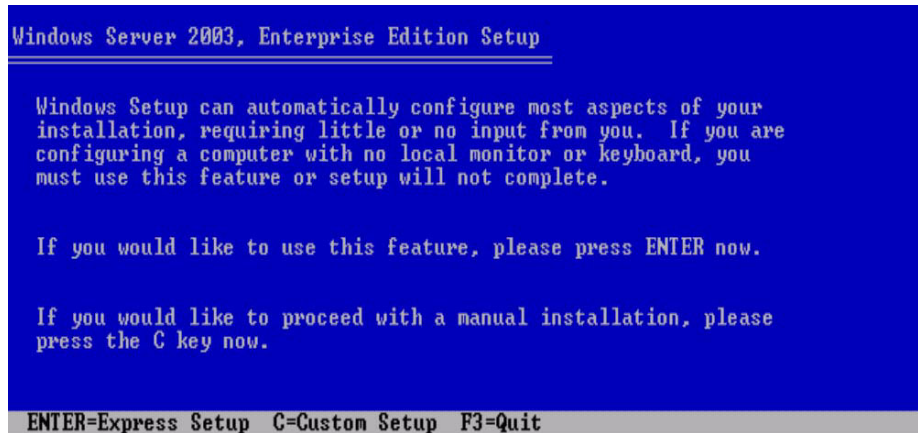 Windows Server 2003, Enterprise Edition Setup
Windows Setup can automatically configure most aspects of your
installation, requiring little or no input from you.  If you are
configuring a computer with no local monitor or keyboard, you
must use this feature or setup will not complete.
If you would like to use this feature, please press ENTER now.
If you would like to proceed with a manual installation, please
press the C key now.
ENTER=Express Setup  C=Custom Setup  F3=Quit